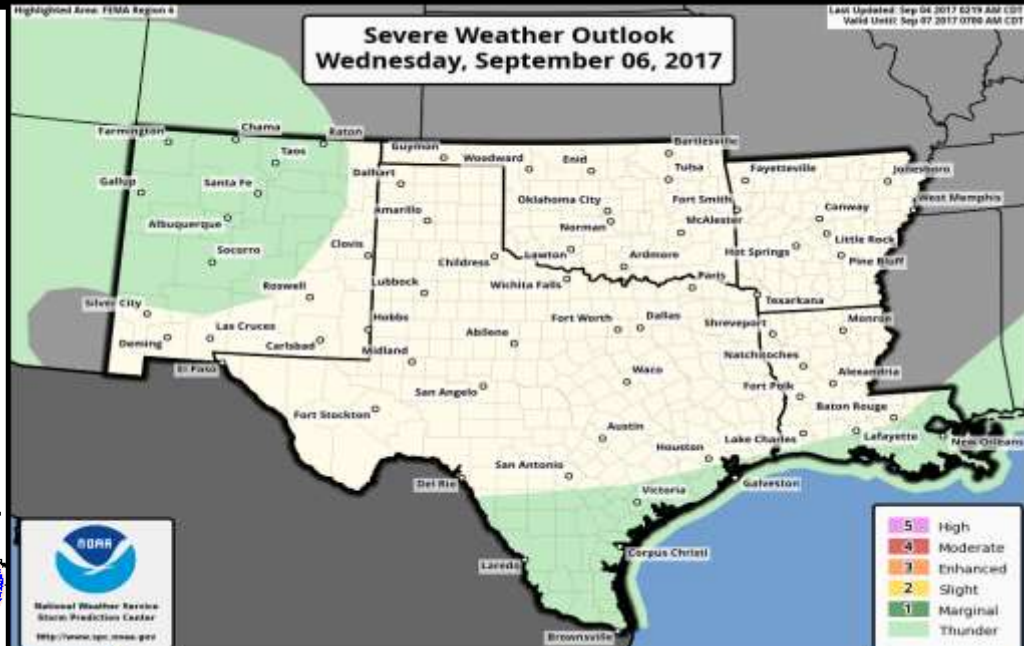 Highlighted Area: FEMA Region 6
Last Updated: Sep 04 2017 0219 AM CDT
Valid Until: Sep 07 2017 0700 AM CDT
Severe Weather Outlook
Wednesday, September 06, 2017
Farmington
Chama
Raton
Taos
Gallup
Santa Fe
Albuquerque
Socorro
Clovis
Roswell
Silver City
Las Cruces
Deming
Carlsbad
Hobbs
El Paso
Guymon
Woodward
Enid
Bartlesville
Tulsa
Dalhart
Amarillo
Oklahoma City
Norman
Fort Smith
McAlester
Childress
Lawton
Ardmore
Lubbock
Wichita Falls
Paris
Fayetteville
Jonesboro
West Memphis
Conway
Little Rock
Hot Springs
Pine Bluff
Texarkana
Midland
Abilene
Fort Worth
Dallas
Shreveport
Monroe
Natchitoches
Alexandria
San Angelo
Waco
Fort Polk
Baton Rouge
Fort Stockton
Austin
Houston
Lake Charles
Lafayette
New Orleans
Del Rio
San Antonio
Victoria
Galveston
Laredo
Corpus Christi
Brownsville
NOAA
National Weather Service
Storm Prediction Center
http://www.spc.noaa.gov
5 High
4 Moderate
3 Enhanced
2 Slight
1 Marginal
Thunder